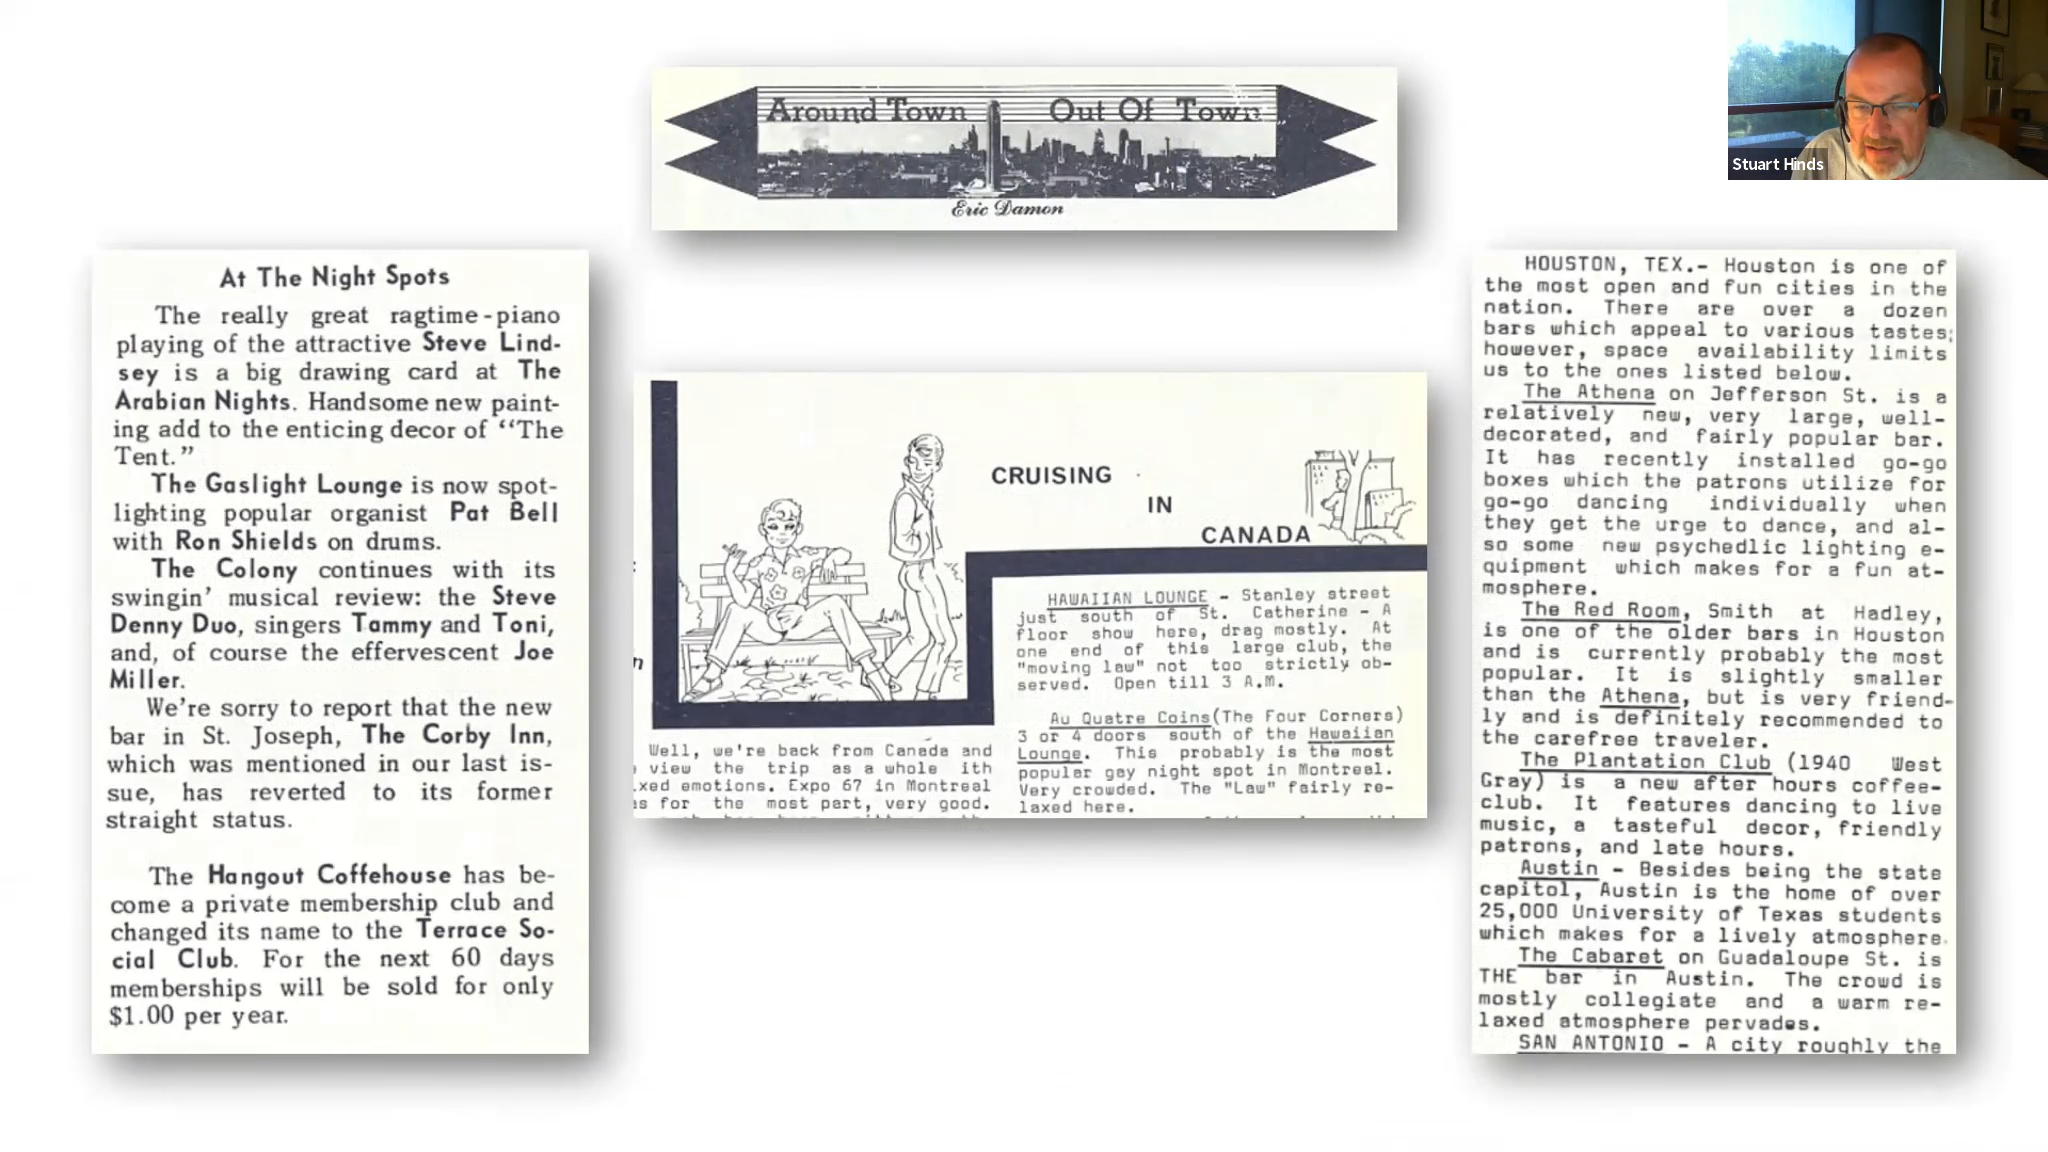 Around Town Out Of Town
Eric Damon
Stuart Hinds
At The Night Spots
The really great ragtime-piano
playing of the attractive Steve Lind-
sey is a big drawing card at The
Arabian Nights. Handsome new paint-
ing add to the enticing decor of "The
Tent."
The Gaslight Lounge is now spot-
lighting popular organist Pat Bell
with Ron Shields on drums.
The Colony continues with its
swingin' musical review: the Steve
Denny Duo, singers Tammy and Toni,
and, of course the effervescent Joe
Miller.
We're sorry to report that the new
bar in St. Joseph, The Corby Inn,
which was mentioned in our last is-
sue, has reverted to its former
straight status.
The Hangout Coffehouse has be-
come a private membership club and
changed its name to the Terrace So-
cial Club. For the next 60 days
memberships will be sold for only
$1.00 per year.
CRUISING
IN
CANADA
Well, we're back from Canada and
view the trip as a whole ith
xed emotions. Expo 67 in Montreal
s for the most part, very good.
HAWAIIAN LOUNGE - Stanley street
just south of St. Catherine - A
floor show here, drag mostly. At
one end of this large club, the
"moving law" not too strictly ob-
served. Open till 3 A.M.
Au Quatre Coins(The Four Corners)
3 or 4 doors south of the Hawaiian
Lounge. This probably is the most
popular gay night spot in Montreal.
Very crowded. The "Law" fairly re-
laxed here.
HOUSTON, TEX.- Houston is one of
the most open and fun cities in the
nation. There are over a dozen
bars which appeal to various tastes;
however, space availability limits
us to the ones listed below.
The Athena on Jefferson St. is a
relatively new, very large, well-
decorated, and fairly popular bar.
It has recently installed go-go
boxes which the patrons utilize for
go-go dancing individually when
they get the urge to dance, and al-
so some new psychedlic lighting e-
quipment which makes for a fun at-
mosphere.
The Red Room, Smith at Hadley,
is one of the older bars in Houston
and is currently probably the most
popular. It is slightly smaller
than the Athena, but is very friend-
ly and is definitely recommended to
the carefree traveler.
The Plantation Club (1940 West
Gray) is a new after hours coffee-
club. It features dancing to live
music, a tasteful decor, friendly
patrons, and late hours.
Austin - Besides being the state
capitol, Austin is the home of over
25,000 University of Texas students
which makes for a lively atmosphere.
The Cabaret on Guadaloupe St. is
THE bar in Austin. The crowd is
mostly collegiate and a warm re-
laxed atmosphere pervades.
SAN ANTONIO - A city roughly the